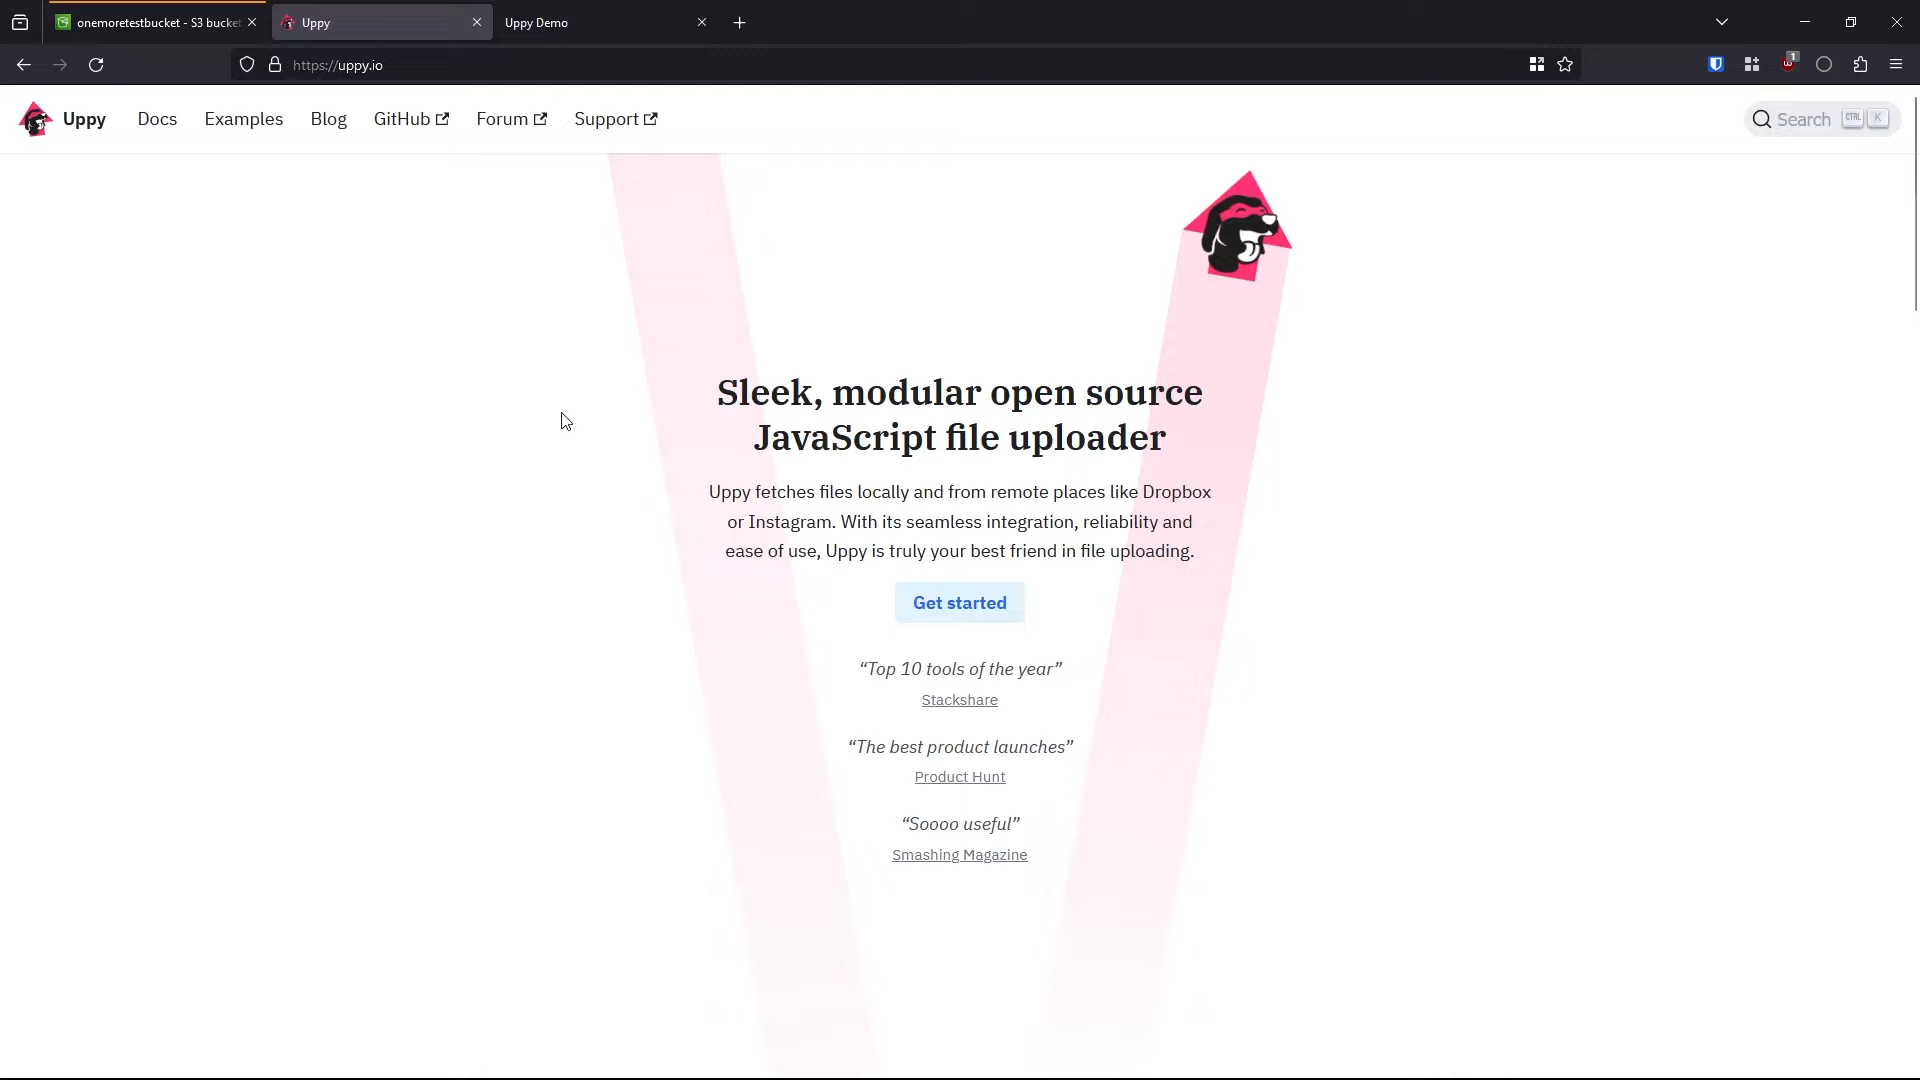 onemoretestbucket - S3 bucket
Uppy
Uppy Demo
https://uppy.io
1
Uppy
Docs
Examples
Blog
GitHub
Forum
Support
Search
CTRL
K
Sleek, modular open source
JavaScript file uploader
Uppy fetches files locally and from remote places like Dropbox
or Instagram. With its seamless integration, reliability and
ease of use, Uppy is truly your best friend in file uploading.
Get started
“Top 10 tools of the year”
Stackshare
“The best product launches”
Product Hunt
“Soooo useful”
Smashing Magazine